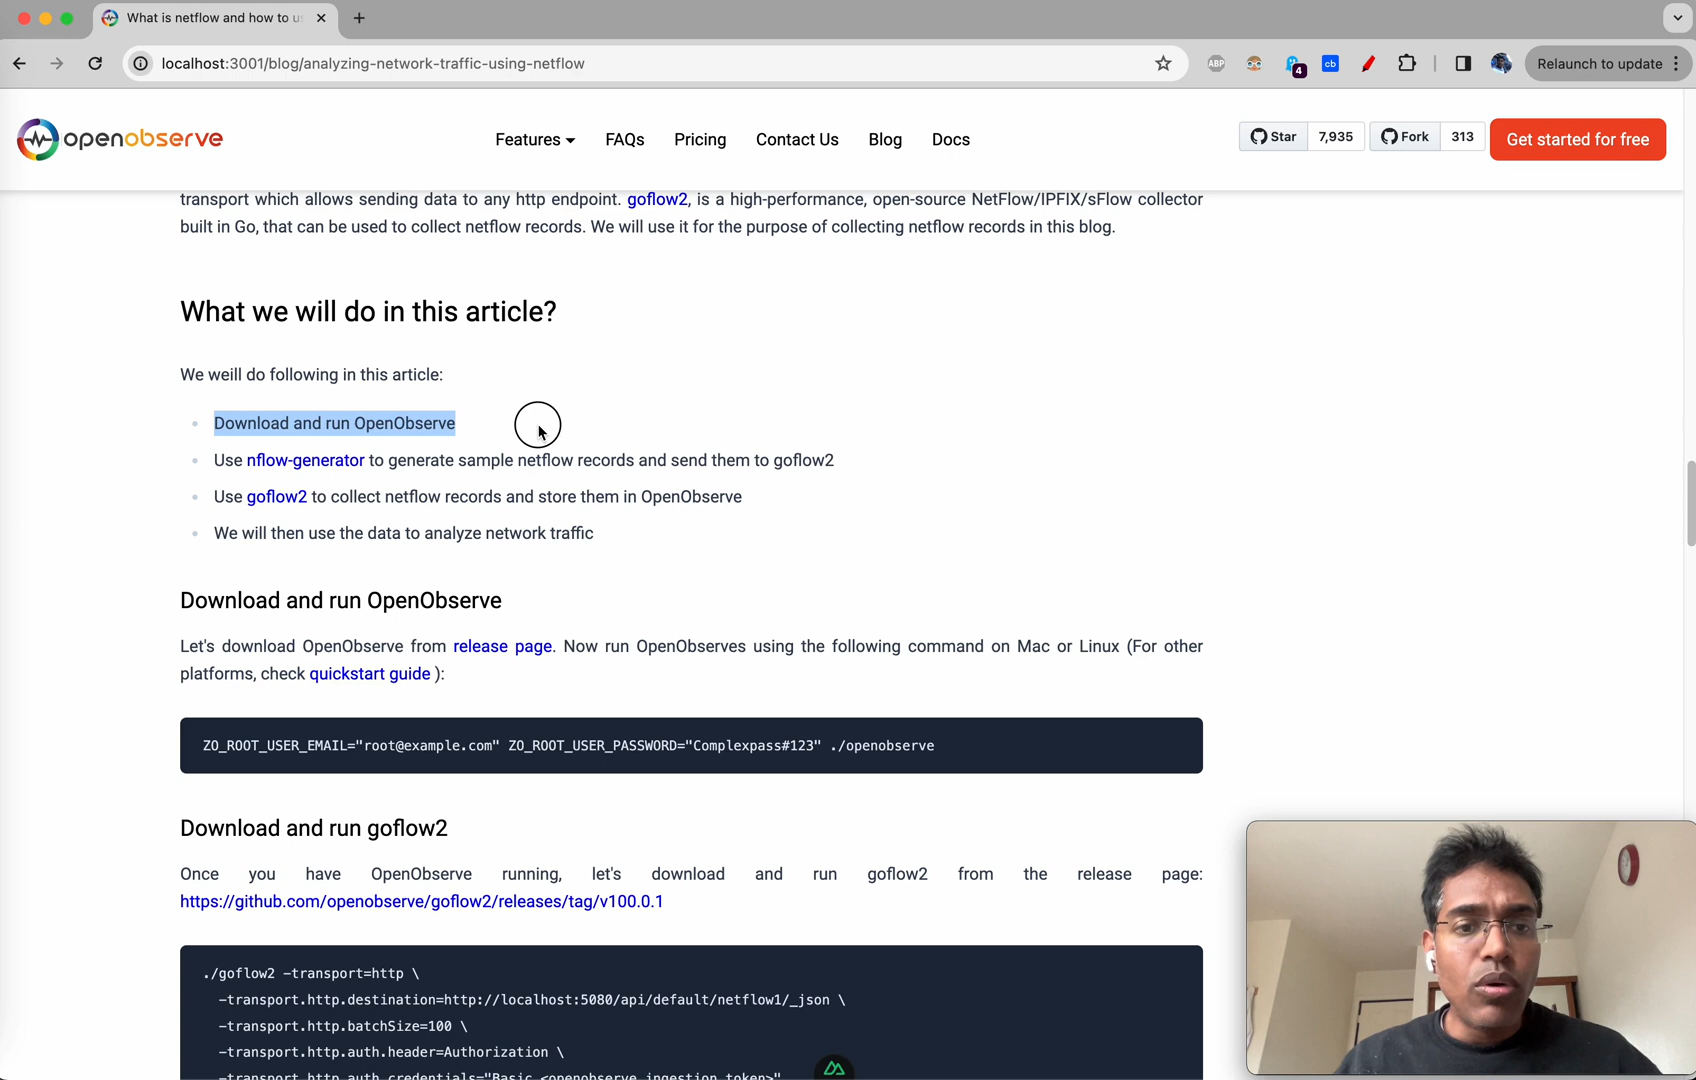 What is netflow and how to us
localhost:3001/blog/analyzing-network-traffic-using-netflow
ABP
4
cb
Relaunch to update
openobserve
Features
FAQs
Pricing
Contact Us
Blog
Docs
Star 7,935
Fork 313
Get started for free
transport which allows sending data to any http endpoint. goflow2, is a high-performance, open-source NetFlow/IPFIX/sFlow collector
built in Go, that can be used to collect netflow records. We will use it for the purpose of collecting netflow records in this blog.
What we will do in this article?
We weill do following in this article:
Download and run OpenObserve
Use nflow-generator to generate sample netflow records and send them to goflow2
Use goflow2 to collect netflow records and store them in OpenObserve
We will then use the data to analyze network traffic
Download and run OpenObserve
Let's download OpenObserve from release page. Now run OpenObserves using the following command on Mac or Linux (For other
platforms, check quickstart guide ):
ZO_ROOT_USER_EMAIL="root@example.com" ZO_ROOT_USER_PASSWORD="Complexpass#123" ./openobserve
Download and run goflow2
Once you have OpenObserve running, let's download and run goflow2 from the release page:
https://github.com/openobserve/goflow2/releases/tag/v100.0.1
./goflow2 -transport=http \
-transport.http.destination=http://localhost:5080/api/default/netflow1/_json \
-transport.http.batchSize=100 \
-transport.http.auth.header=Authorization \
-transport.http.auth.credentials="Basic <openobserve_ingestion_token>"